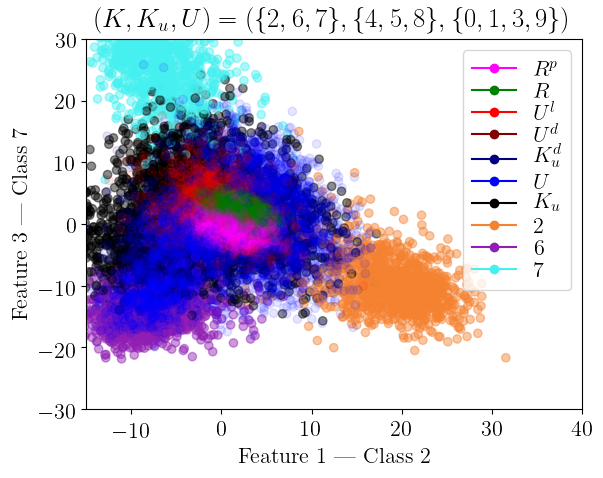 (K, K_u, U) = ({2, 6, 7}, {4, 5, 8}, {0, 1, 3, 9})
Feature 3 — Class 7
30
20
10
0
−10
−20
−30
R^p
R
U^l
U^d
K_u^d
U
K_u
2
6
7
−10
0
10
20
30
40
Feature 1 — Class 2